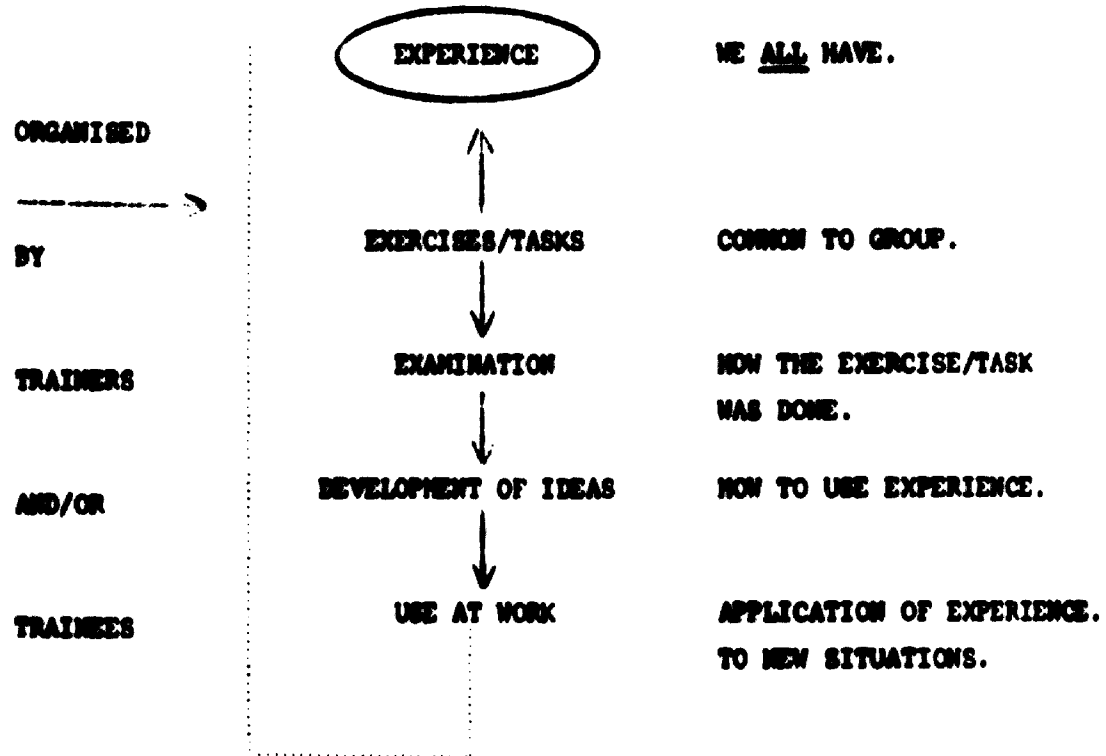 EXPERIENCE WE ALL HAVE.
ORGANISED
BY EXERCISES/TASKS COMMON TO GROUP.
TRAINERS EXAMINATION HOW THE EXERCISE/TASK
WAS DONE.
AND/OR DEVELOPMENT OF IDEAS HOW TO USE EXPERIENCE.
TRAINEES USE AT WORK APPLICATION OF EXPERIENCE.
TO NEW SITUATIONS.